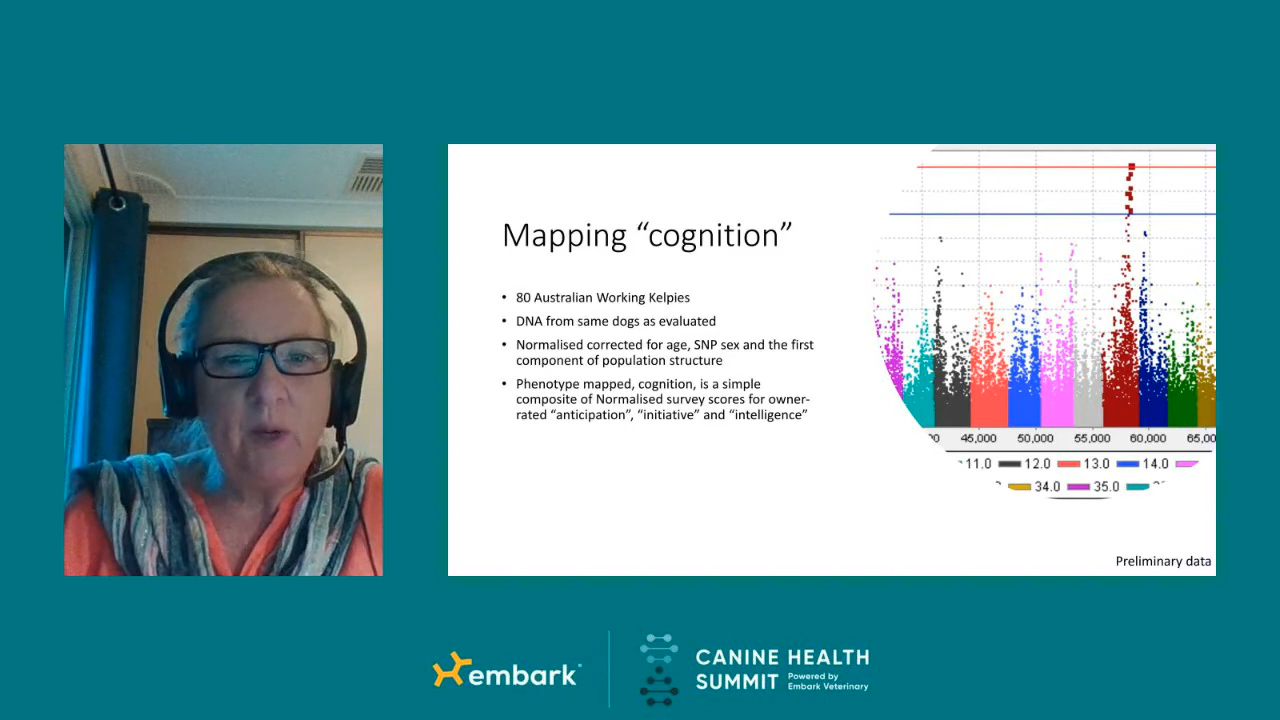 Mapping “cognition”
• 80 Australian Working Kelpies
• DNA from same dogs as evaluated
• Normalised corrected for age, SNP sex and the first
component of population structure
• Phenotype mapped, cognition, is a simple
composite of Normalised survey scores for owner-
rated “anticipation”, “initiative” and “intelligence”
45,000 50,000 55,000 60,000 65,00
11.0 12.0 13.0 14.0
34.0 35.0
Preliminary data
embark
CANINE HEALTH
SUMMIT Powered by
Embark Veterinary